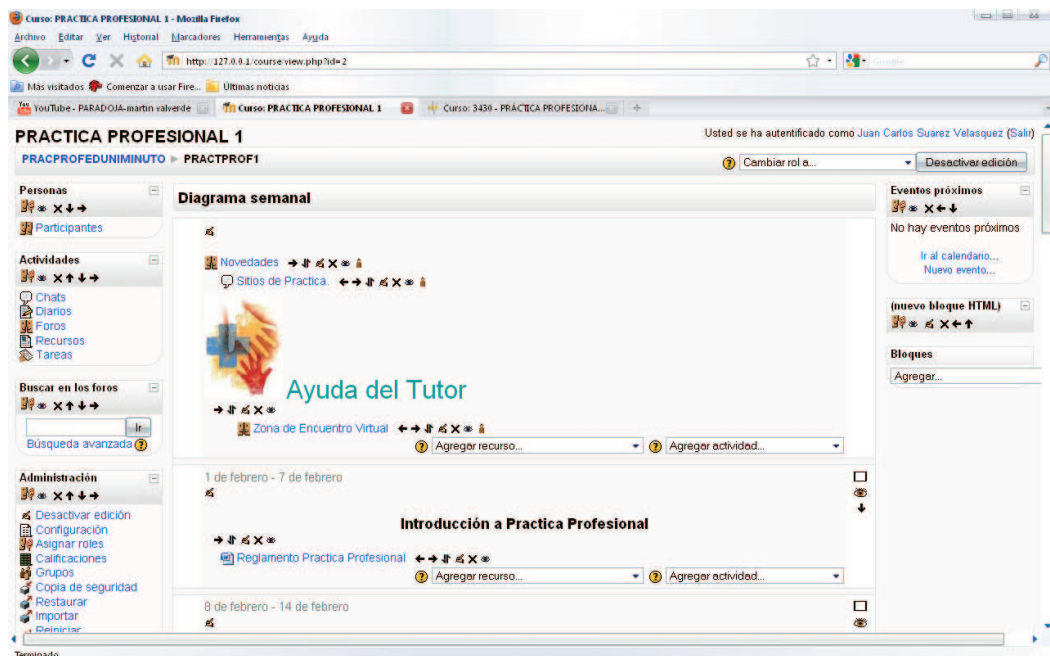 Curso: PRACTICA PROFESIONAL 1 - Mozilla Firefox
Archivo Editar Ver Historial Marcadores Herramientas Ayuda
http://127.0.0.1/course/view.php?id=2
Google
Más visitados Comenzar a usar Fire... Últimas noticias
YouTube - PARADOJA-martin valverde
Curso: PRACTICA PROFESIONAL 1
Curso: 3430 - PRACTICA PROFESIONA...
PRACTICA PROFESIONAL 1
Usted se ha autentificado como Juan Carlos Suarez Velasquez (Salir)
PRACPROFEDUNIMINUTO ► PRACTPROF1
Cambiar rol a...
Desactivar edición
Personas
Participantes
Actividades
Chats
Diarios
Foros
Recursos
Tareas
Buscar en los foros
Ir
Búsqueda avanzada
Administración
Desactivar edición
Configuración
Asignar roles
Calificaciones
Grupos
Copia de seguridad
Restaurar
Importar
Reiniciar
Diagrama semanal
Novedades
Sitios de Practica.
Ayuda del Tutor
Zona de Encuentro Virtual
Agregar recurso... Agregar actividad...
1 de febrero - 7 de febrero
Introducción a Practica Profesional
Reglamento Practica Profesional
Agregar recurso... Agregar actividad...
8 de febrero - 14 de febrero
Eventos próximos
No hay eventos próximos
Ir al calendario...
Nuevo evento...
(nuevo bloque HTML)
Bloques
Agregar...
Terminado